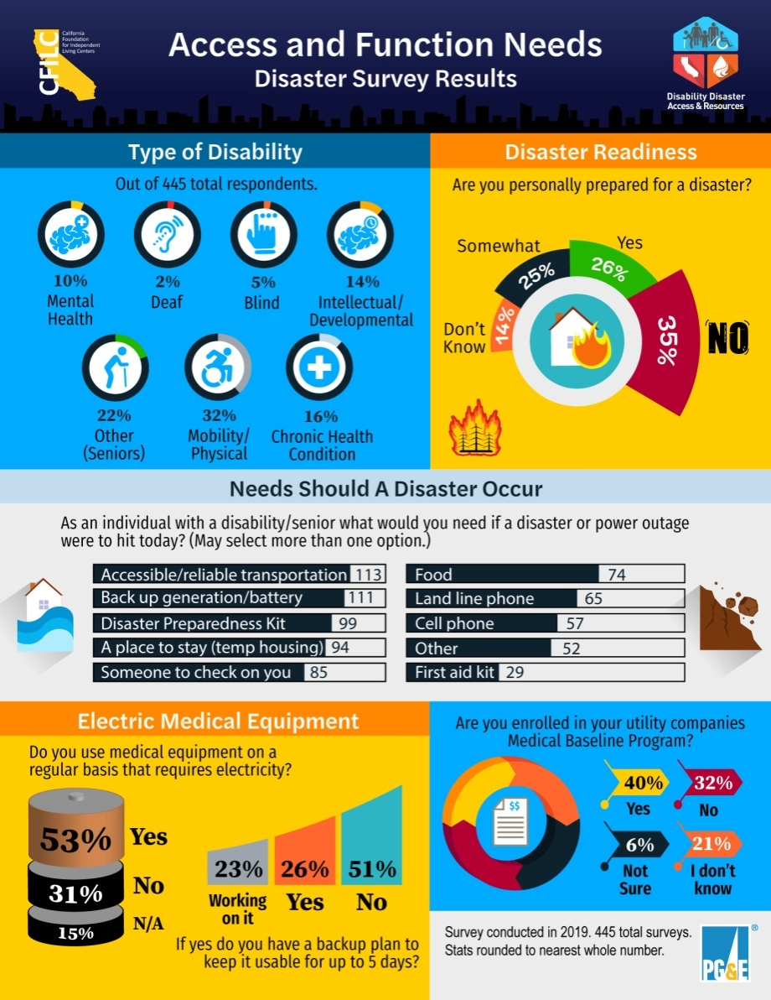 CFILC
California
Foundation
for Independent
Living Centers
Access and Function Needs
Disaster Survey Results
Disability Disaster
Access & Resources
Type of Disability
Out of 445 total respondents.
10%
Mental
Health
2%
Deaf
5%
Blind
14%
Intellectual/
Developmental
22%
Other
(Seniors)
32%
Mobility/
Physical
16%
Chronic Health
Condition
Disaster Readiness
Are you personally prepared for a disaster?
Somewhat
25%
Yes
26%
Don't
Know
14%
35%
NO
Needs Should A Disaster Occur
As an individual with a disability/senior what would you need if a disaster or power outage
were to hit today? (May select more than one option.)
Accessible/reliable transportation 113
Back up generation/battery 111
Disaster Preparedness Kit 99
A place to stay (temp housing) 94
Someone to check on you 85
Food 74
Land line phone 65
Cell phone 57
Other 52
First aid kit 29
Electric Medical Equipment
Do you use medical equipment on a
regular basis that requires electricity?
53% Yes
31% No
15% N/A
23%
Working
on it
26%
Yes
51%
No
If yes do you have a backup plan to
keep it usable for up to 5 days?
Are you enrolled in your utility companies
Medical Baseline Program?
$$
40%
Yes
32%
No
6%
Not
Sure
21%
I don't
know
Survey conducted in 2019. 445 total surveys.
Stats rounded to nearest whole number.
PG&E ®